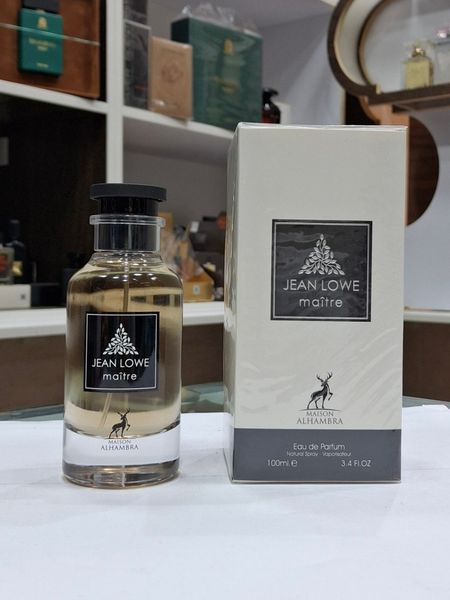 JEAN LOWE
maître
MAISON
ALHAMBRA
JEAN LOWE
maître
MAISON
ALHAMBRA
Eau de Parfum
Natural Spray - Vaporisateur
100ml.e 3.4 Fl.OZ